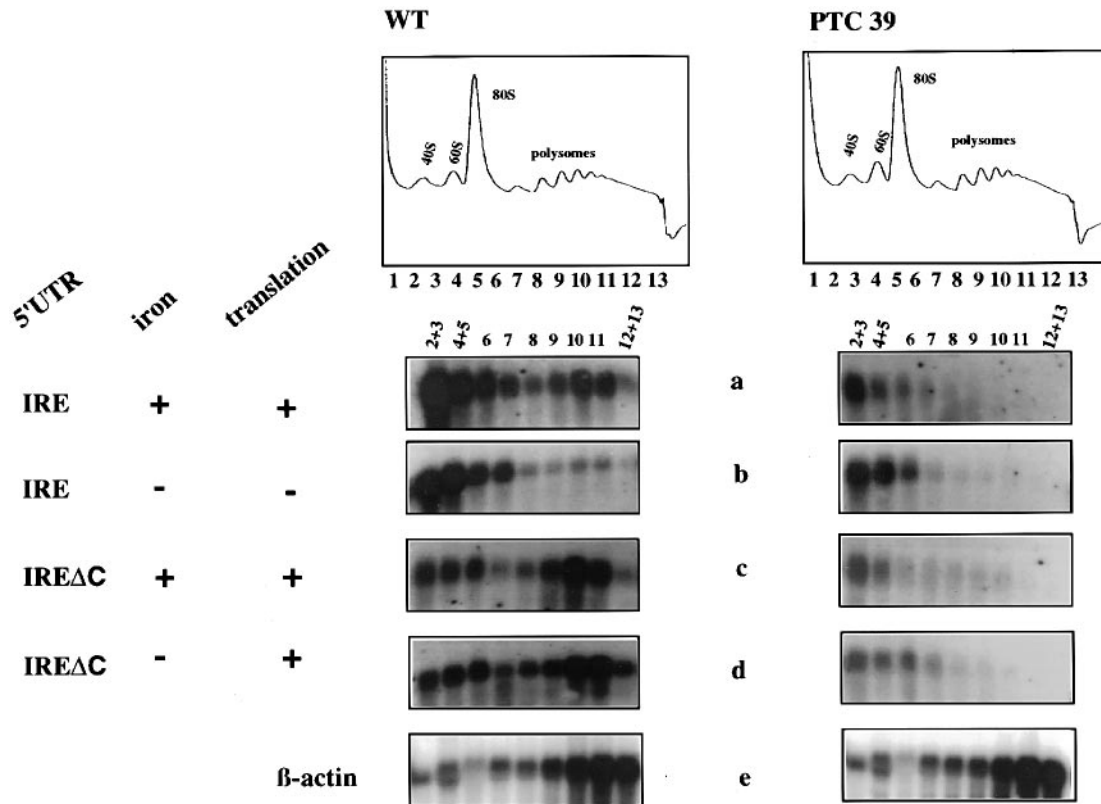 WT PTC 39
80S 80S
40S 60S 40S 60S
polysomes polysomes
1 2 3 4 5 6 7 8 9 10 11 12 13 1 2 3 4 5 6 7 8 9 10 11 12 13
5'UTR iron translation
2+3 4+5 6 7 8 9 10 11 12+13 2+3 4+5 6 7 8 9 10 11 12+13
IRE + + a
IRE - - b
IREΔC + + c
IREΔC - + d
ß-actin e